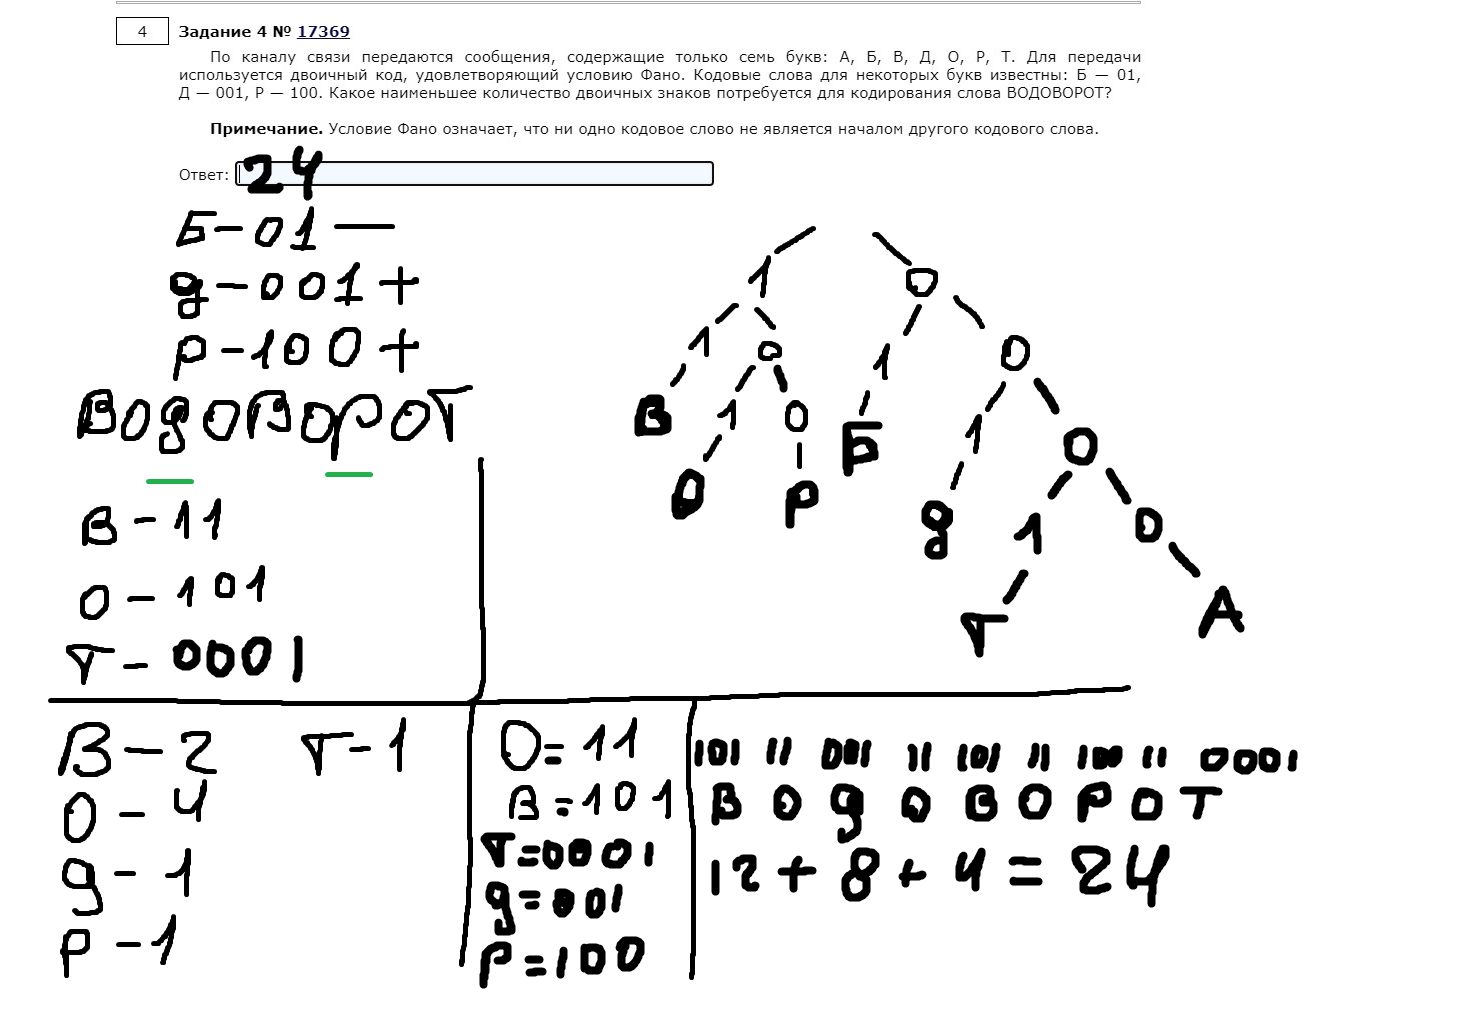 4
Задание 4 № 17369
По каналу связи передаются сообщения, содержащие только семь букв: А, Б, В, Д, О, Р, Т. Для передачи
используется двоичный код, удовлетворяющий условию Фано. Кодовые слова для некоторых букв известны: Б — 01,
Д — 001, Р — 100. Какое наименьшее количество двоичных знаков потребуется для кодирования слова ВОДОВОРОТ?
Примечание. Условие Фано означает, что ни одно кодовое слово не является началом другого кодового слова.
Ответ: 24
Б-01 —
д-001 +
р-100 +
ВОдОВОрОТ
В-11
О-101
Т-0001
1
0
1
0
1
0
В
1
0
Б
1
0
О
Р
д
1
0
Т
А
В-2
Т-1
О-4
д-1
Р-1
О=11
В=101
Т=0001
д=001
Р=100
101 11 001 11 101 11 100 11 0001
В О д О В О Р О Т
12+8+4=24